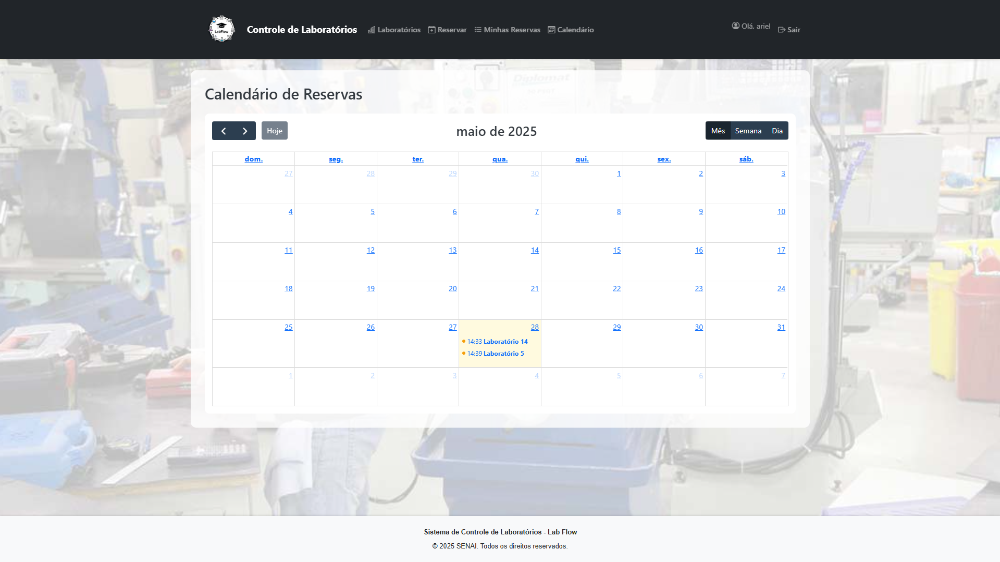 LabFlow
Controle de Laboratórios
Laboratórios
Reservar
Minhas Reservas
Calendário
Olá, ariel
Sair
Diplomat
Calendário de Reservas
Hoje
maio de 2025
Mês Semana Dia
dom. seg. ter. qua. qui. sex. sáb.
27 28 29 30 1 2 3
4 5 6 7 8 9 10
11 12 13 14 15 16 17
18 19 20 21 22 23 24
25 26 27 28 29 30 31
14:33 Laboratório 14
14:39 Laboratório 5
1 2 3 4 5 6 7
Sistema de Controle de Laboratórios - Lab Flow
© 2025 SENAI. Todos os direitos reservados.